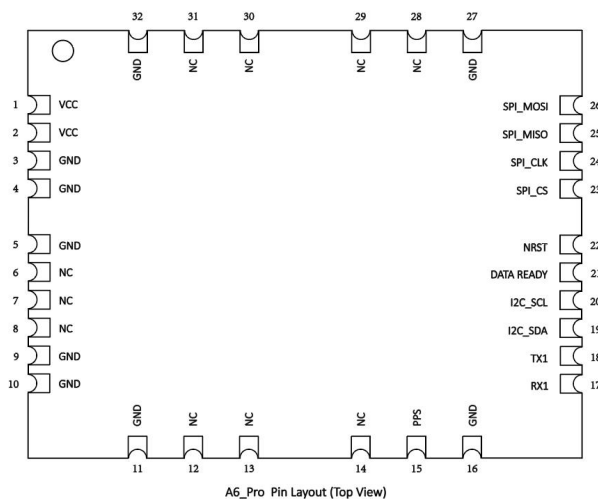 32 31 30 29 28 27
GND NC NC NC NC GND
1 VCC SPI_MOSI 26
2 VCC SPI_MISO 25
3 GND SPI_CLK 24
4 GND SPI_CS 23
5 GND NRST 22
6 NC DATA READY 21
7 NC I2C_SCL 20
8 NC I2C_SDA 19
9 GND TX1 18
10 GND RX1 17
GND NC NC NC PPS GND
11 12 13 14 15 16
A6_Pro Pin Layout (Top View)